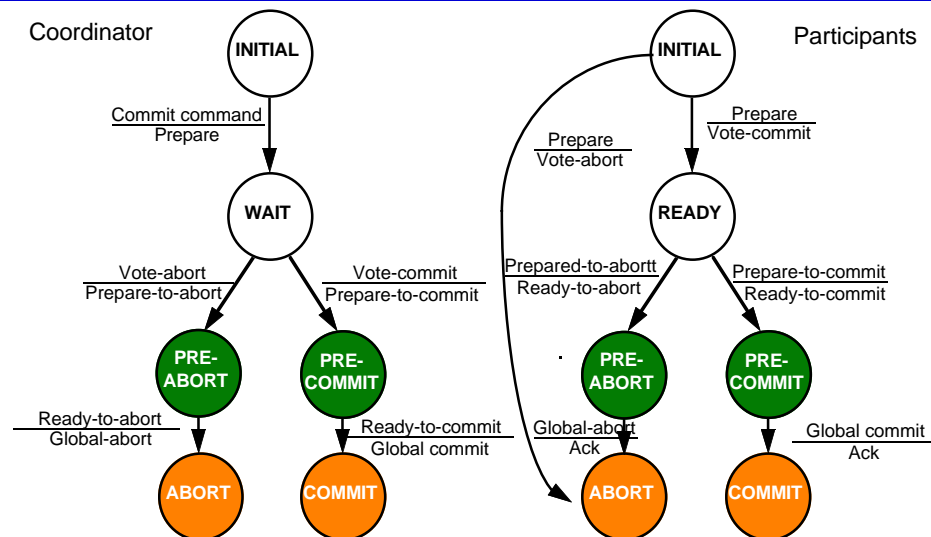 Coordinator
INITIAL
Commit command
Prepare
WAIT
Vote-abort
Prepare-to-abort
Vote-commit
Prepare-to-commit
PRE-
ABORT
PRE-
COMMIT
Ready-to-abort
Global-abort
Ready-to-commit
Global commit
ABORT
COMMIT
Participants
INITIAL
Prepare
Vote-abort
Prepare
Vote-commit
READY
Prepared-to-abortt
Ready-to-abort
Prepare-to-commit
Ready-to-commit
PRE-
ABORT
PRE-
COMMIT
Global-abort
Ack
Global commit
Ack
ABORT
COMMIT